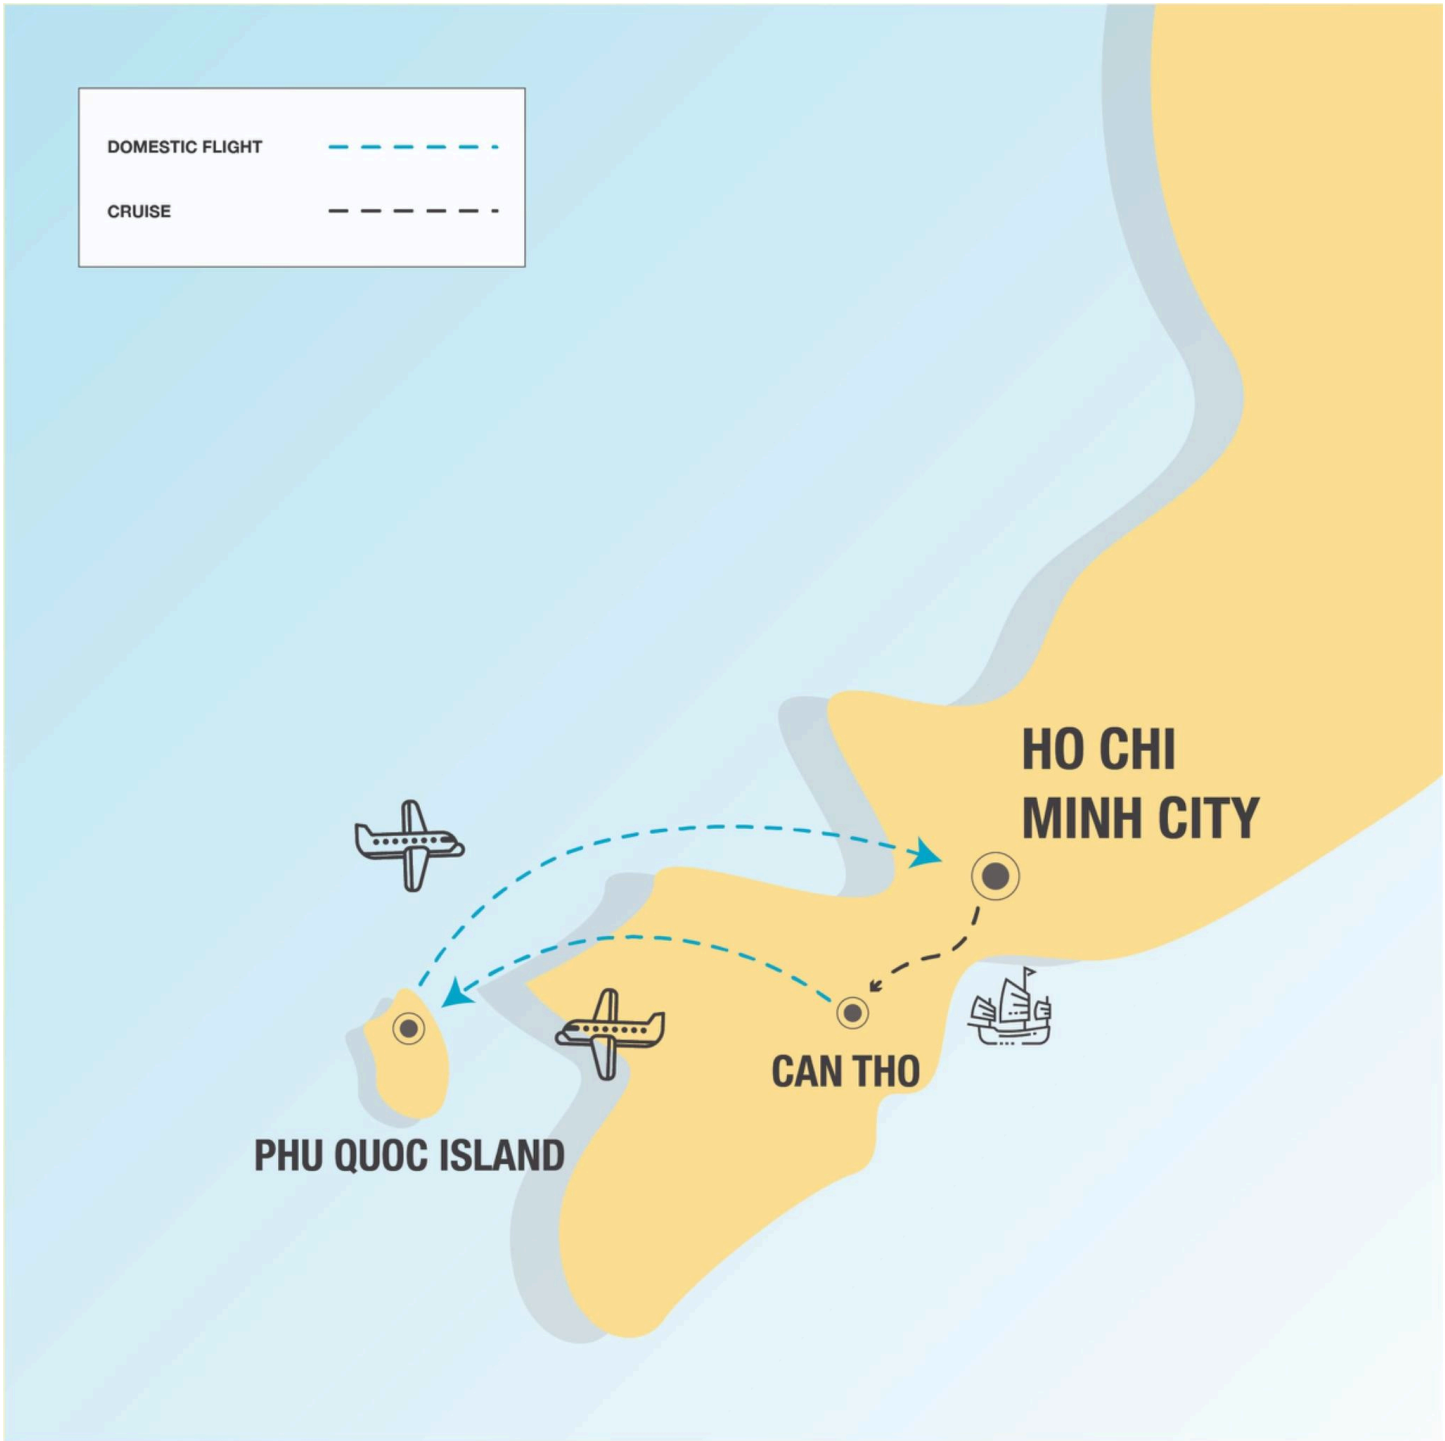 DOMESTIC FLIGHT
CRUISE
HO CHI
MINH CITY
CAN THO
PHU QUOC ISLAND